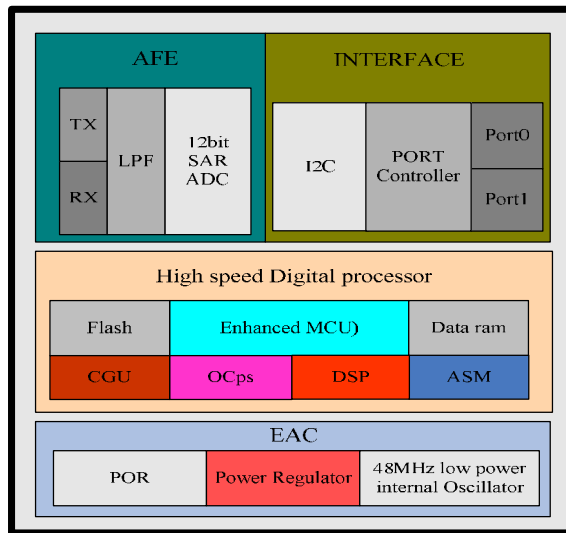 AFE
INTERFACE
TX
RX
LPF
12bit
SAR
ADC
I2C
PORT
Controller
Port0
Port1
High speed Digital processor
Flash
Enhanced MCU)
Data ram
CGU
OCps
DSP
ASM
EAC
POR
Power Regulator
48MHz low power
internal Oscillator